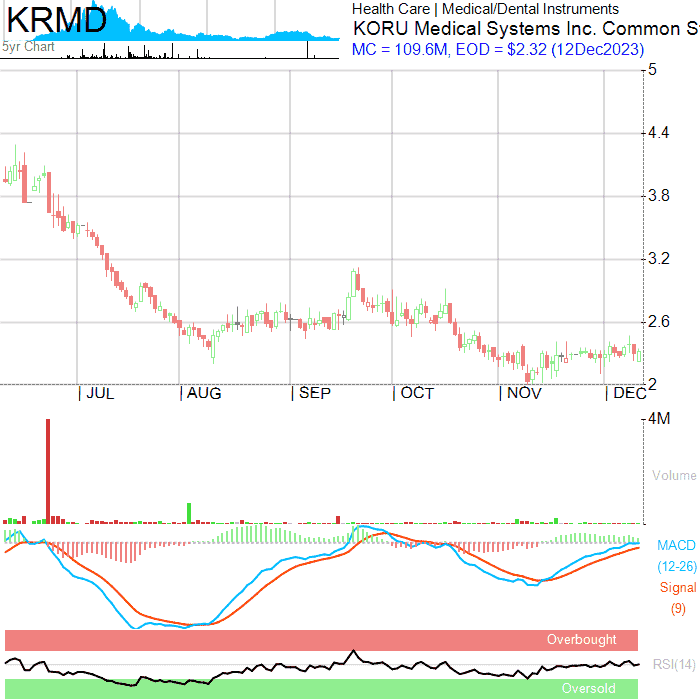 KRMD
5yr Chart
Health Care | Medical/Dental Instruments
KORU Medical Systems Inc. Common S
MC = 109.6M, EOD = $2.32 (12Dec2023)
5
4.4
3.8
3.2
2.6
2
JUL
AUG
SEP
OCT
NOV
DEC
4M
Volume
MACD
(12-26)
Signal
(9)
Overbought
RSI(14)
Oversold